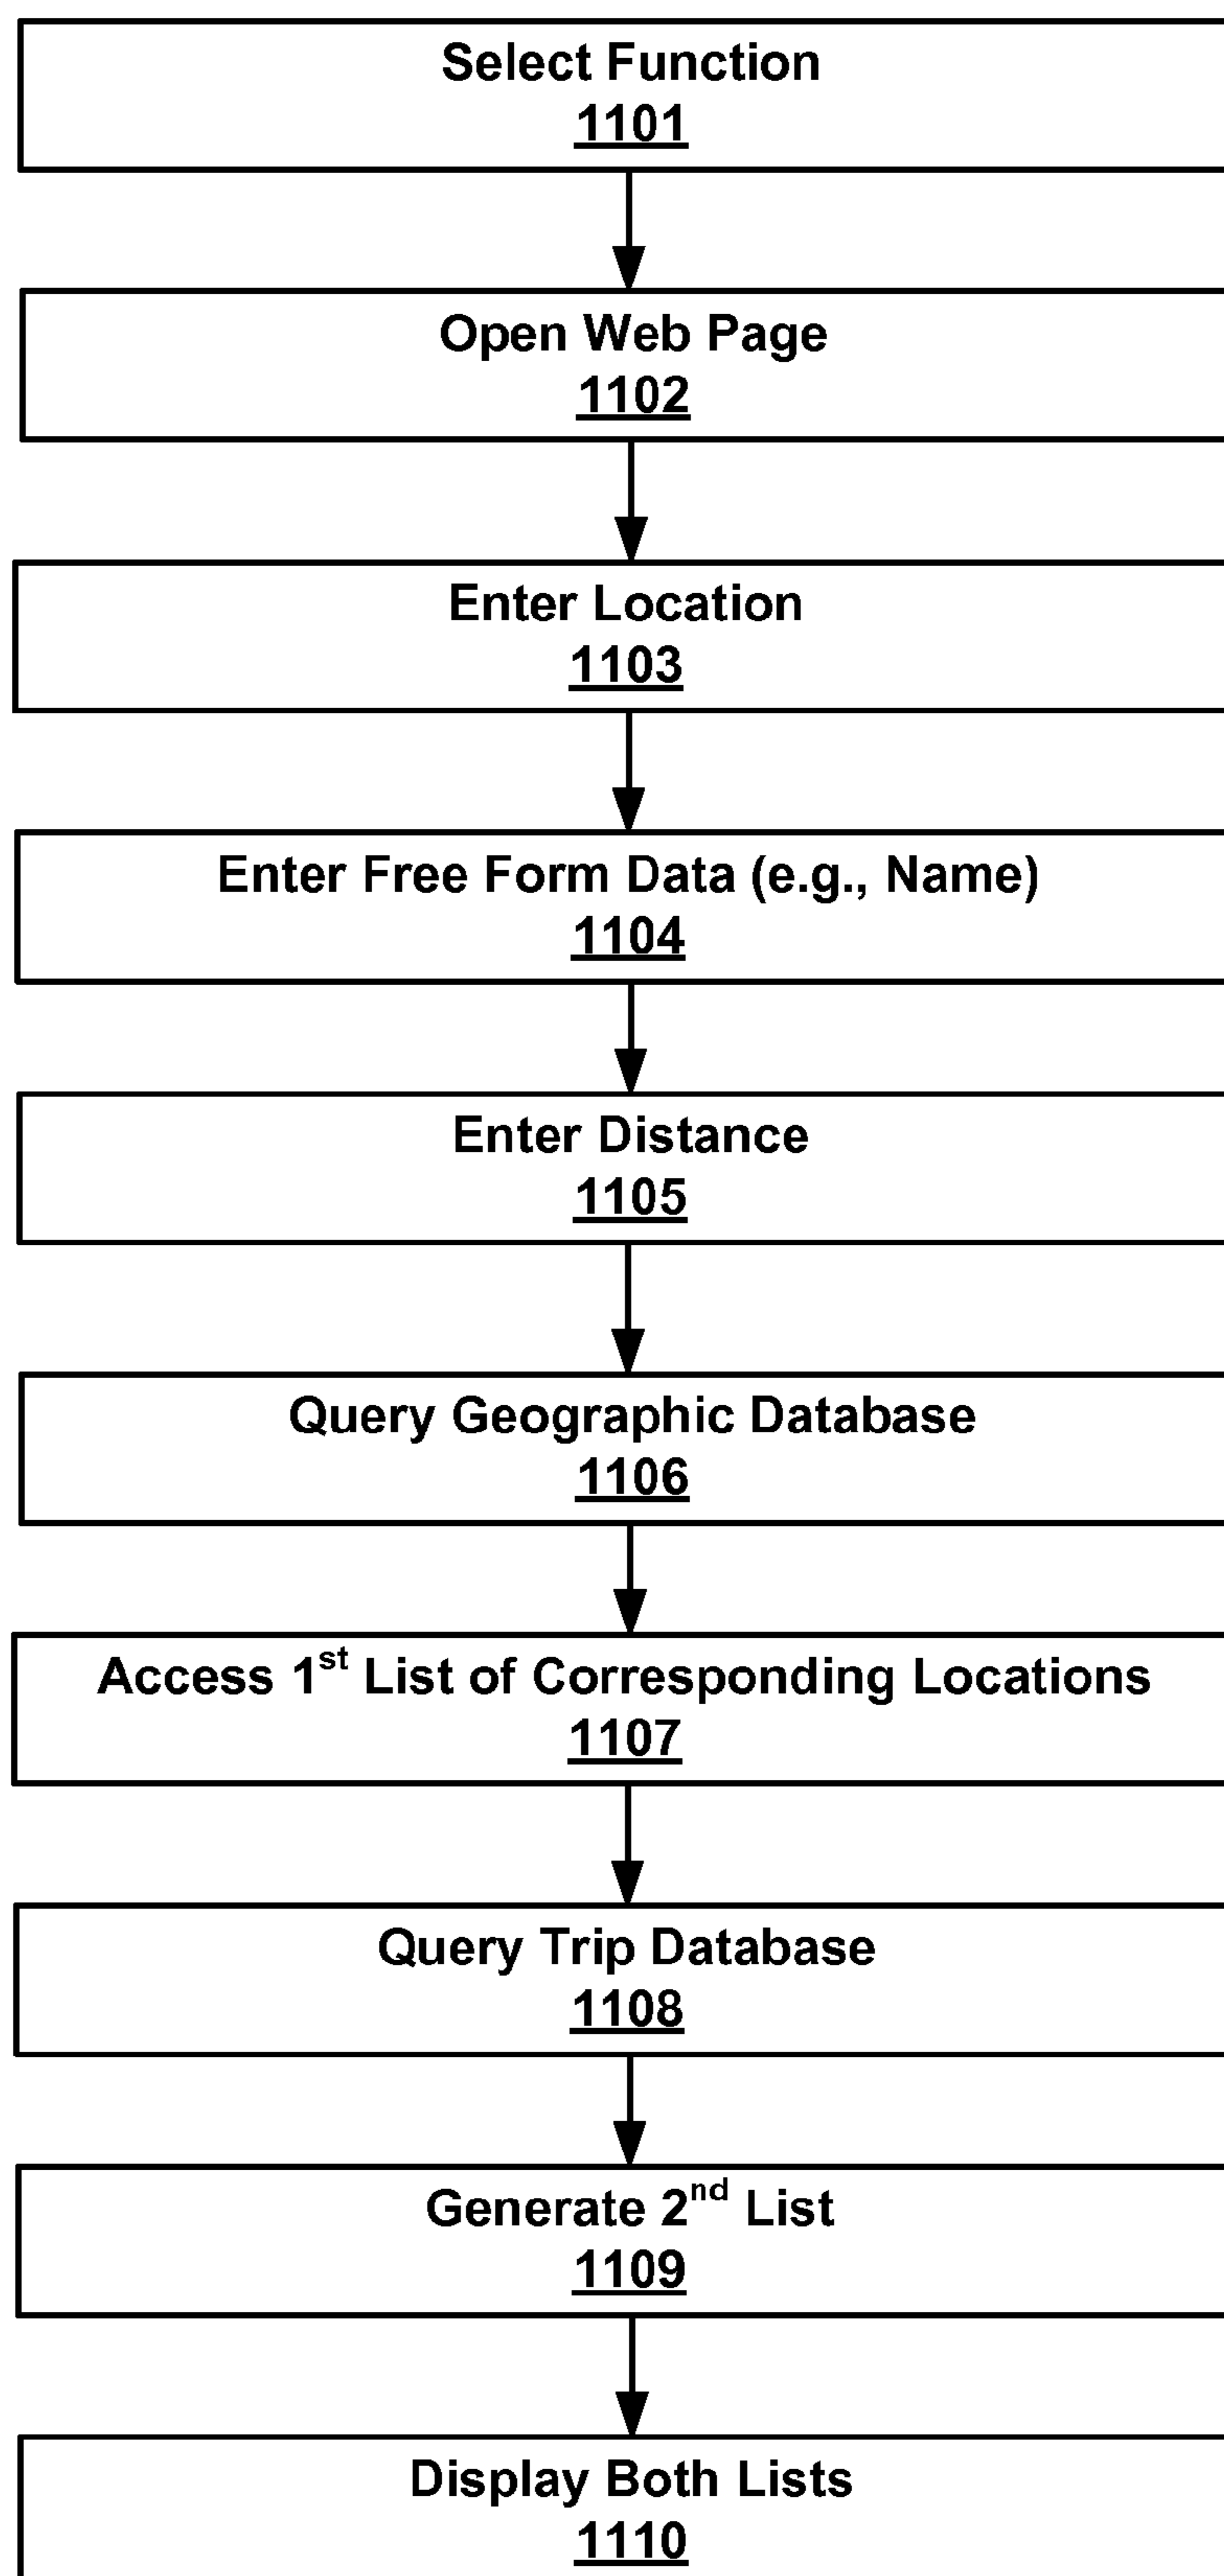 Select Function
1101
Open Web Page
1102
Enter Location
1103
Enter Free Form Data (e.g., Name)
1104
Enter Distance
1105
Query Geographic Database
1106
Access 1st List of Corresponding Locations
1107
Query Trip Database
1108
Generate 2nd List
1109
Display Both Lists
1110